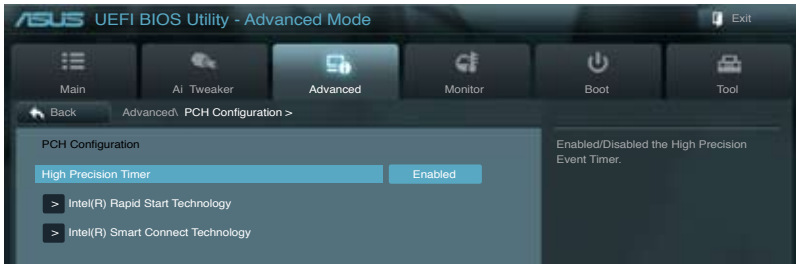 ASUS UEFI BIOS Utility - Advanced Mode
Exit
Main Ai Tweaker Advanced Monitor Boot Tool
Back Advanced\ PCH Configuration >
PCH Configuration
High Precision Timer Enabled
> Intel(R) Rapid Start Technology
> Intel(R) Smart Connect Technology
Enabled/Disabled the High Precision
Event Timer.